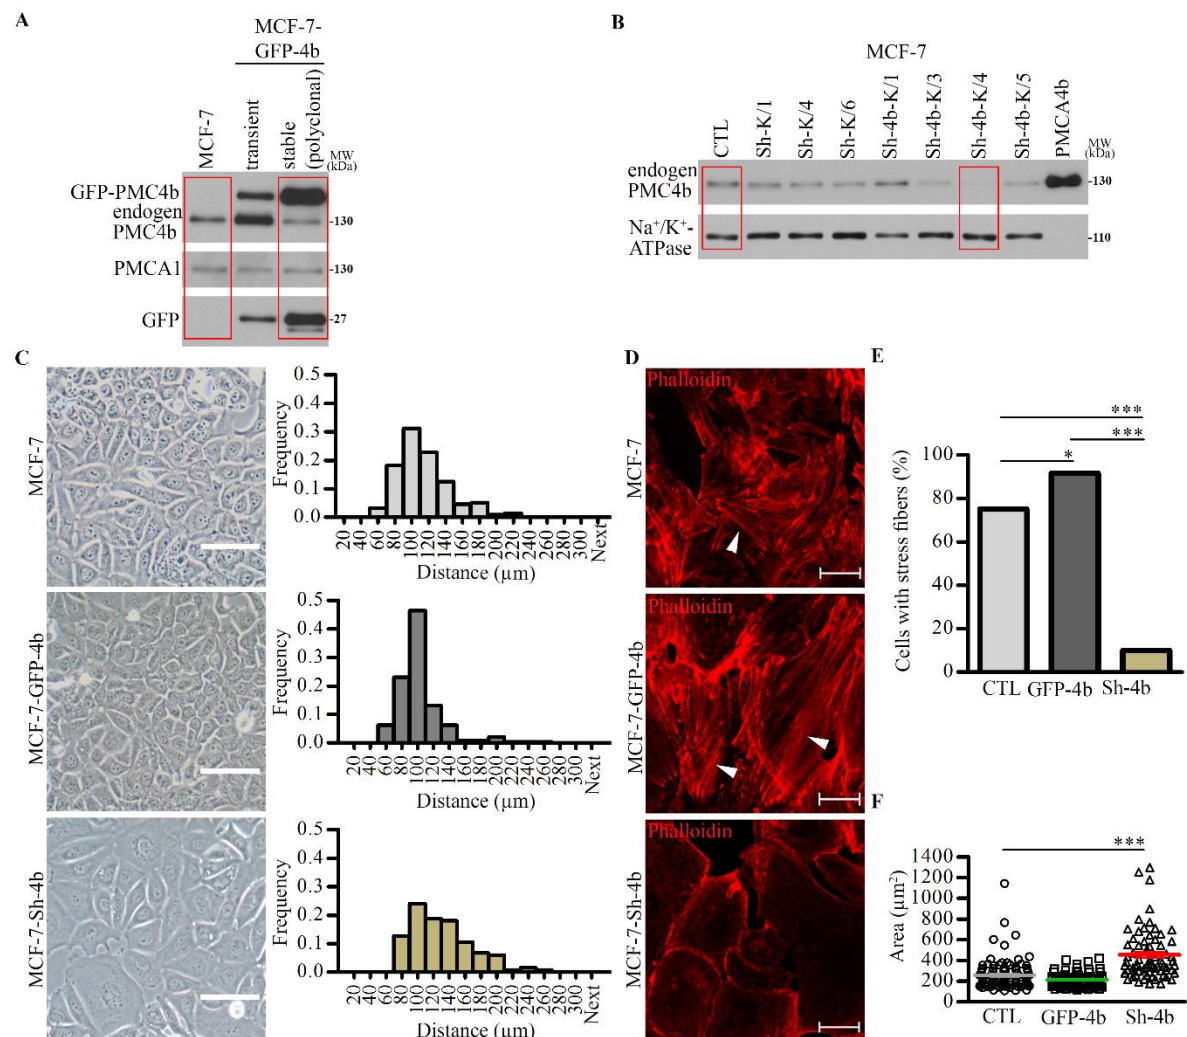 A
MCF-7-
GFP-4b
MCF-7
transient
stable
(polyclonal)
MW
(kDa)
GFP-PMC4b
endogen
PMC4b
-130
PMCA1
-130
GFP
-27
B
MCF-7
CTL
Sh-K/1
Sh-K/4
Sh-K/6
Sh-4b-K/1
Sh-4b-K/3
Sh-4b-K/4
Sh-4b-K/5
PMCA4b
MW
(kDa)
endogen
PMC4b
-130
Na⁺/K⁺-
ATPase
-110
C
MCF-7
Frequency
0.5
0.4
0.3
0.2
0.1
0.0
20 40 60 80 100 120 140 160 180 200 220 240 260 280 300 Next
Distance (µm)
MCF-7-GFP-4b
Frequency
0.5
0.4
0.3
0.2
0.1
0.0
20 40 60 80 100 120 140 160 180 200 220 240 260 280 300 Next
Distance (µm)
MCF-7-Sh-4b
Frequency
0.5
0.4
0.3
0.2
0.1
0.0
20 40 60 80 100 120 140 160 180 200 220 240 260 280 300 Next
Distance (µm)
D
MCF-7
Phalloidin
MCF-7-GFP-4b
Phalloidin
MCF-7-Sh-4b
Phalloidin
E
***
***
*
Cells with stress fibers (%)
100
80
60
40
20
0
CTL GFP-4b Sh-4b
F
***
Area (µm²)
1400
1200
1000
800
600
400
200
0
CTL GFP-4b Sh-4b